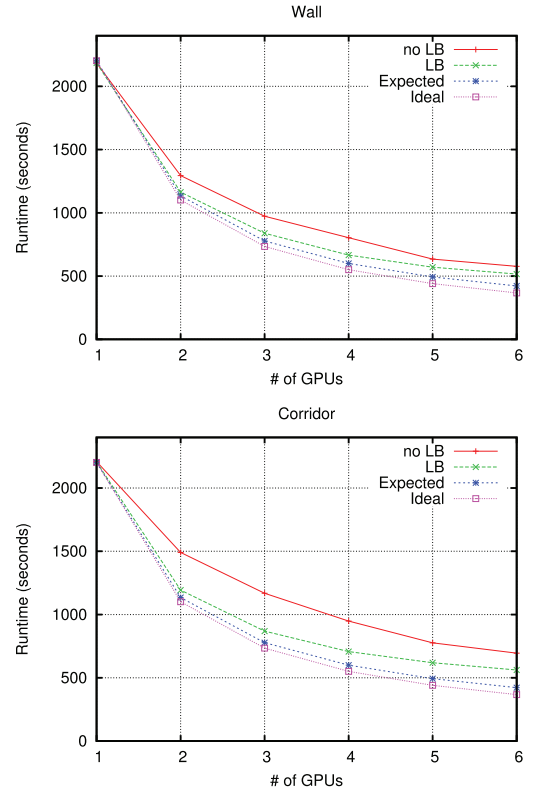 Wall
no LB
LB
Expected
Ideal
Runtime (seconds)
2000
1500
1000
500
0
1 2 3 4 5 6
# of GPUs
Corridor
no LB
LB
Expected
Ideal
Runtime (seconds)
2000
1500
1000
500
0
1 2 3 4 5 6
# of GPUs